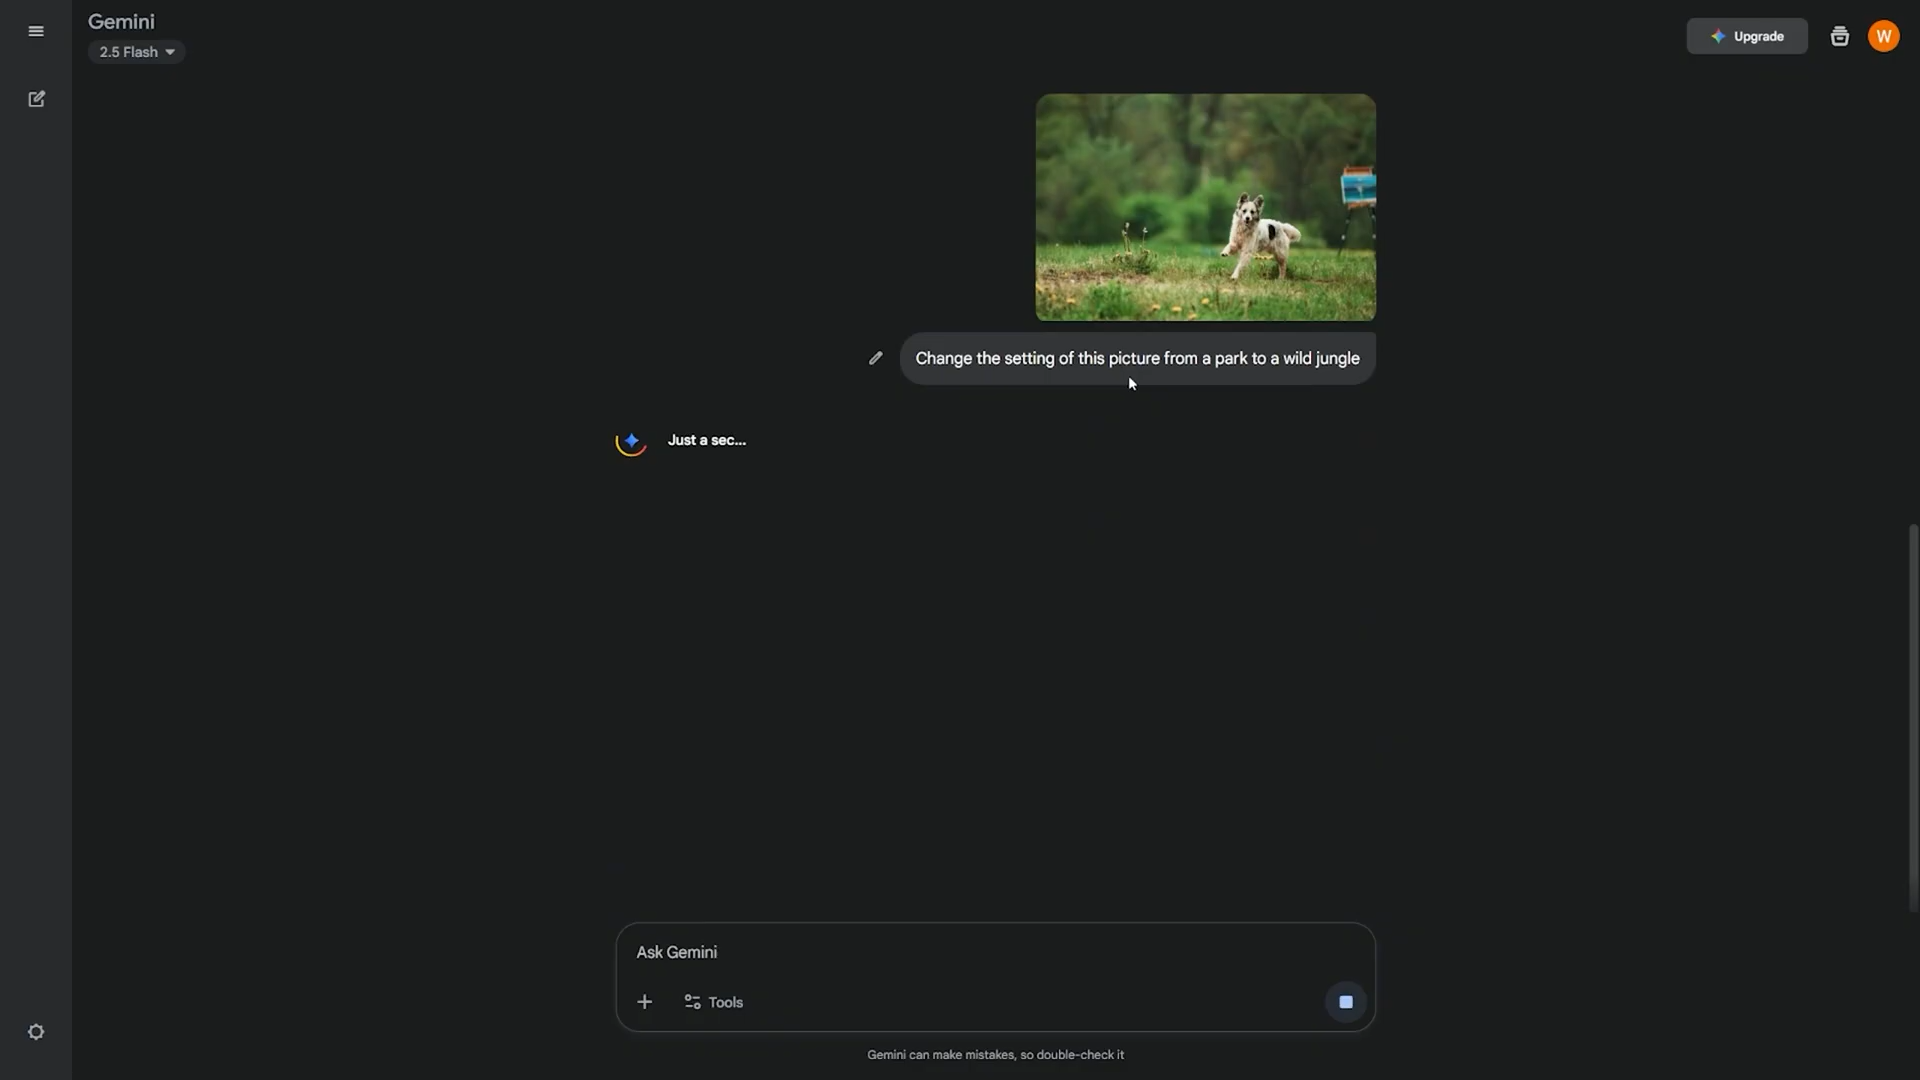 Gemini
2.5 Flash
Upgrade
W
Change the setting of this picture from a park to a wild jungle
Just a sec...
Ask Gemini
Tools
Gemini can make mistakes, so double-check it